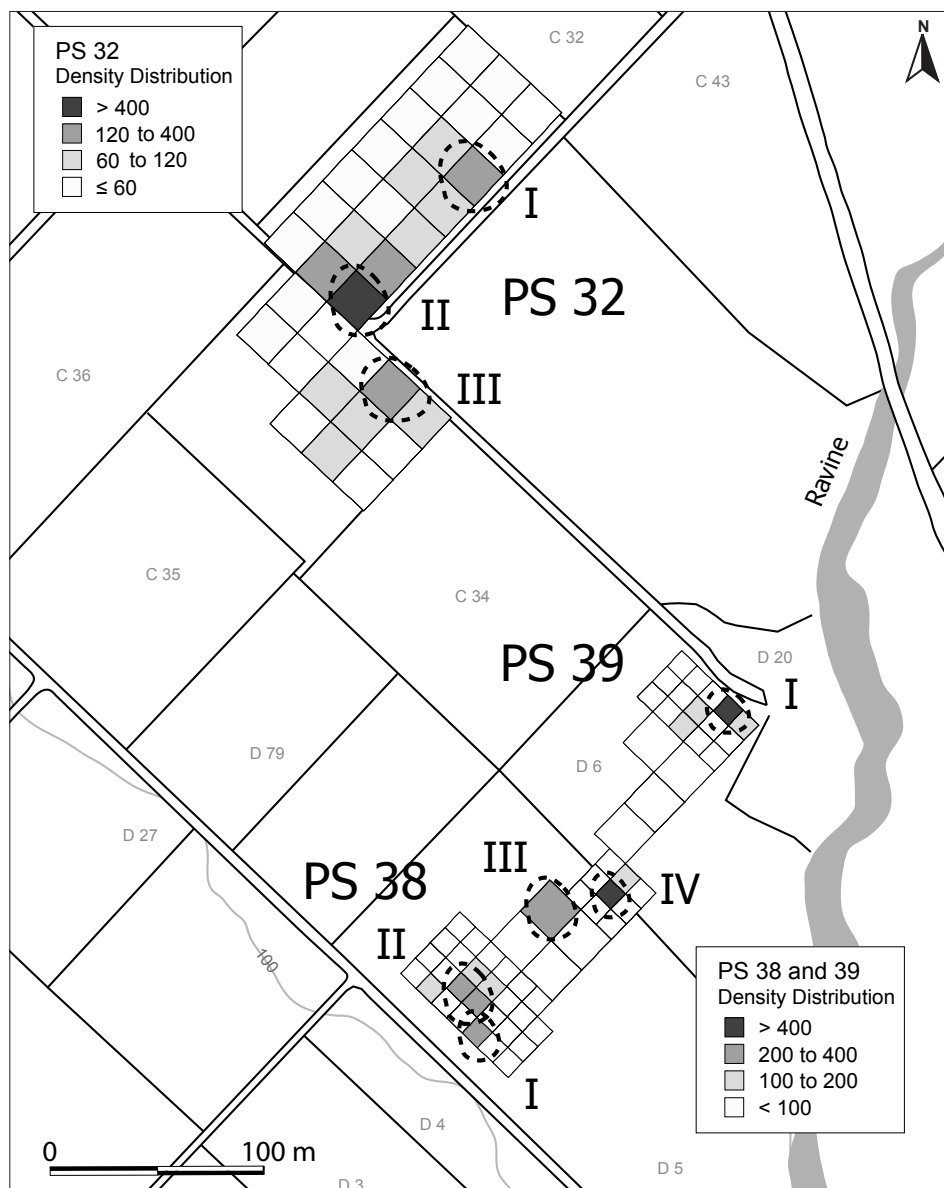 PS 32
Density Distribution
> 400
120 to 400
60 to 120
≤ 60
C 32
N
C 43
I
PS 32
II
III
C 36
Ravine
C 35
C 34
PS 39
D 20
I
D 79
D 6
D 27
PS 38
III
IV
II
100
PS 38 and 39
Density Distribution
> 400
200 to 400
100 to 200
< 100
I
D 4
0 100 m
D 3
D 5